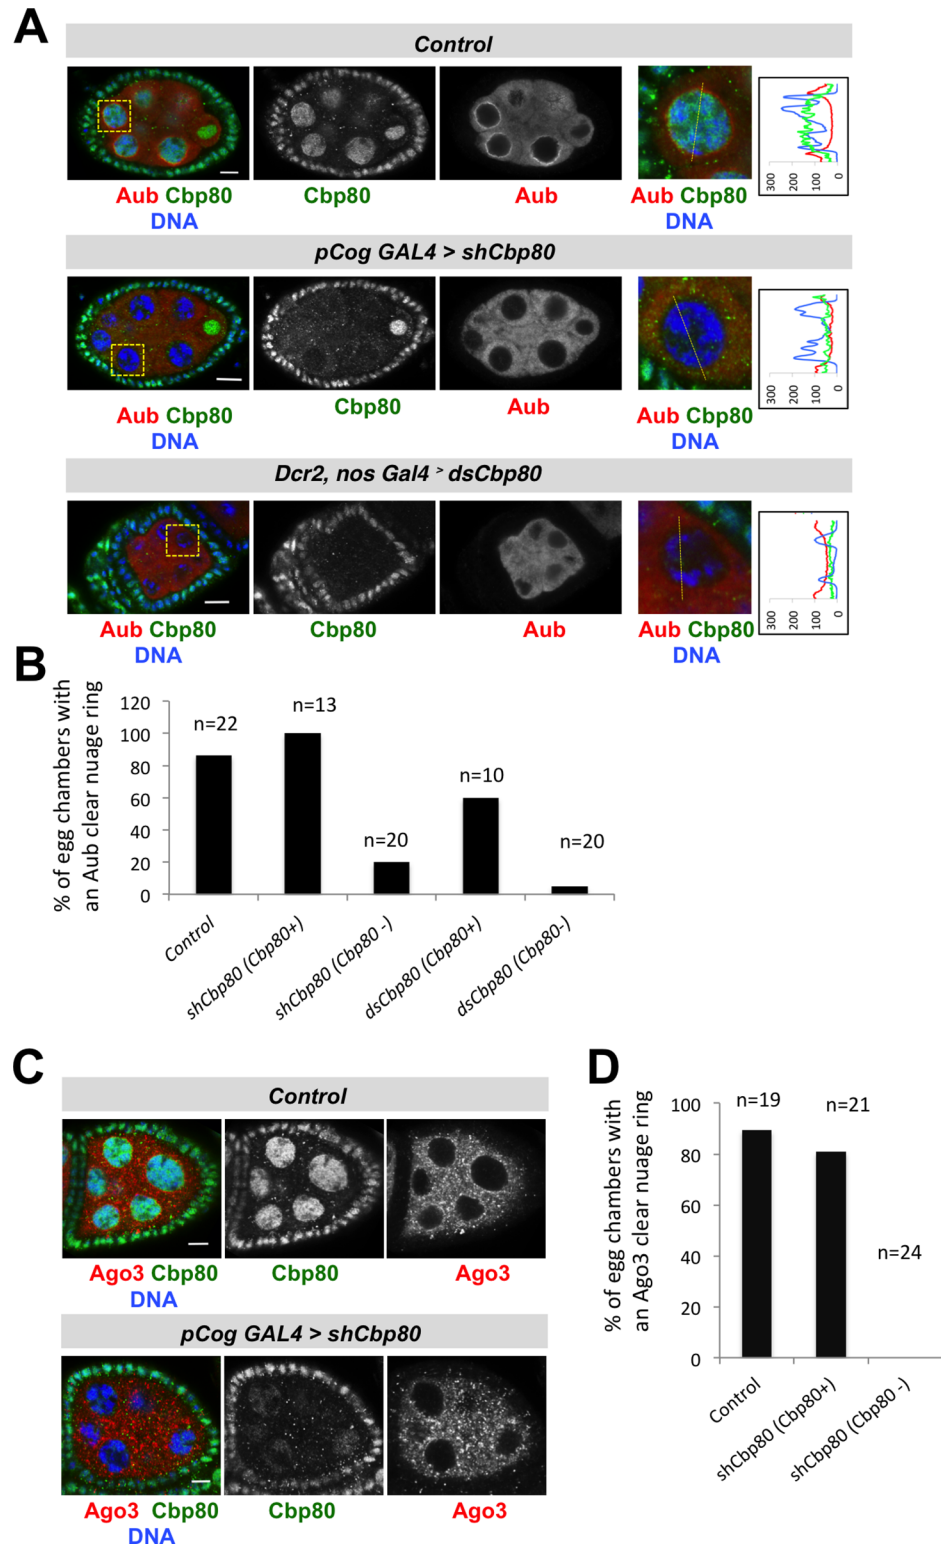 A
Control
Aub Cbp80
DNA
Cbp80
Aub
Aub Cbp80
DNA
300
200
100
0
pCog GAL4 > shCbp80
Aub Cbp80
DNA
Cbp80
Aub
Aub Cbp80
DNA
300
200
100
0
Dcr2, nos Gal4 > dsCbp80
Aub Cbp80
DNA
Cbp80
Aub
Aub Cbp80
DNA
300
200
100
0
B
% of egg chambers with
an Aub clear nuage ring
120
100
80
60
40
20
0
n=22
n=13
n=20
n=10
n=20
Control
shCbp80 (Cbp80+)
shCbp80 (Cbp80 -)
dsCbp80 (Cbp80+)
dsCbp80 (Cbp80-)
C
Control
Ago3 Cbp80
DNA
Cbp80
Ago3
pCog GAL4 > shCbp80
Ago3 Cbp80
DNA
Cbp80
Ago3
D
% of egg chambers with
an Ago3 clear nuage ring
100
80
60
40
20
0
n=19
n=21
n=24
Control
shCbp80 (Cbp80+)
shCbp80 (Cbp80 -)